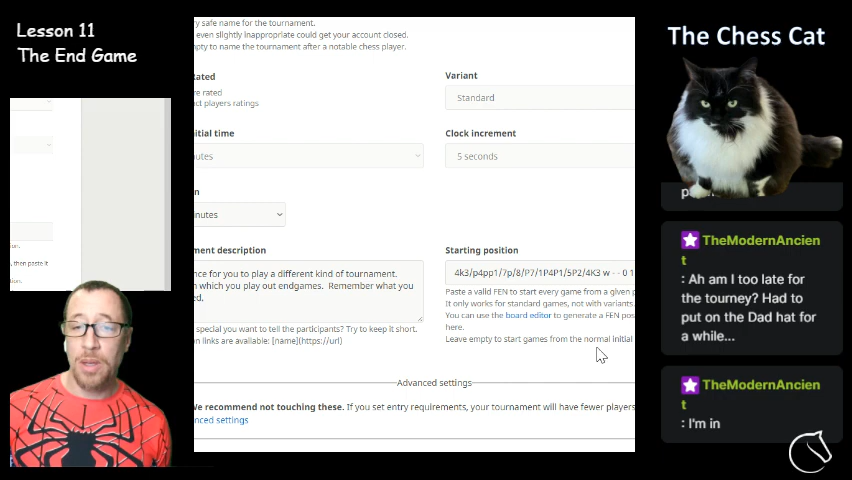 Lesson 11
The End Game
The Chess Cat
ry safe name for the tournament.
even slightly inappropriate could get your account closed.
mpty to name the tournament after a notable chess player.
Rated
Variant
re rated
act players ratings
Standard
itial time
Clock increment
nutes
5 seconds
n
nutes
ment description
Starting position
nce for you to play a different kind of tournament.
n which you play out endgames. Remember what you
ed.
4k3/p4pp1/7p/8/P7/1P4P1/5P2/4K3 w - - 0 1
Paste a valid FEN to start every game from a given p
It only works for standard games, not with variants.
You can use the board editor to generate a FEN pos
here.
Leave empty to start games from the normal initial
special you want to tell the participants? Try to keep it short.
n links are available: [name](https://url)
Advanced settings
We recommend not touching these. If you set entry requirements, your tournament will have fewer players
anced settings
on.
, then paste it
tion.
TheModernAncien
t
: Ah am I too late for
the tourney? Had to
put on the Dad hat for
a while...
TheModernAncien
t
: I'm in